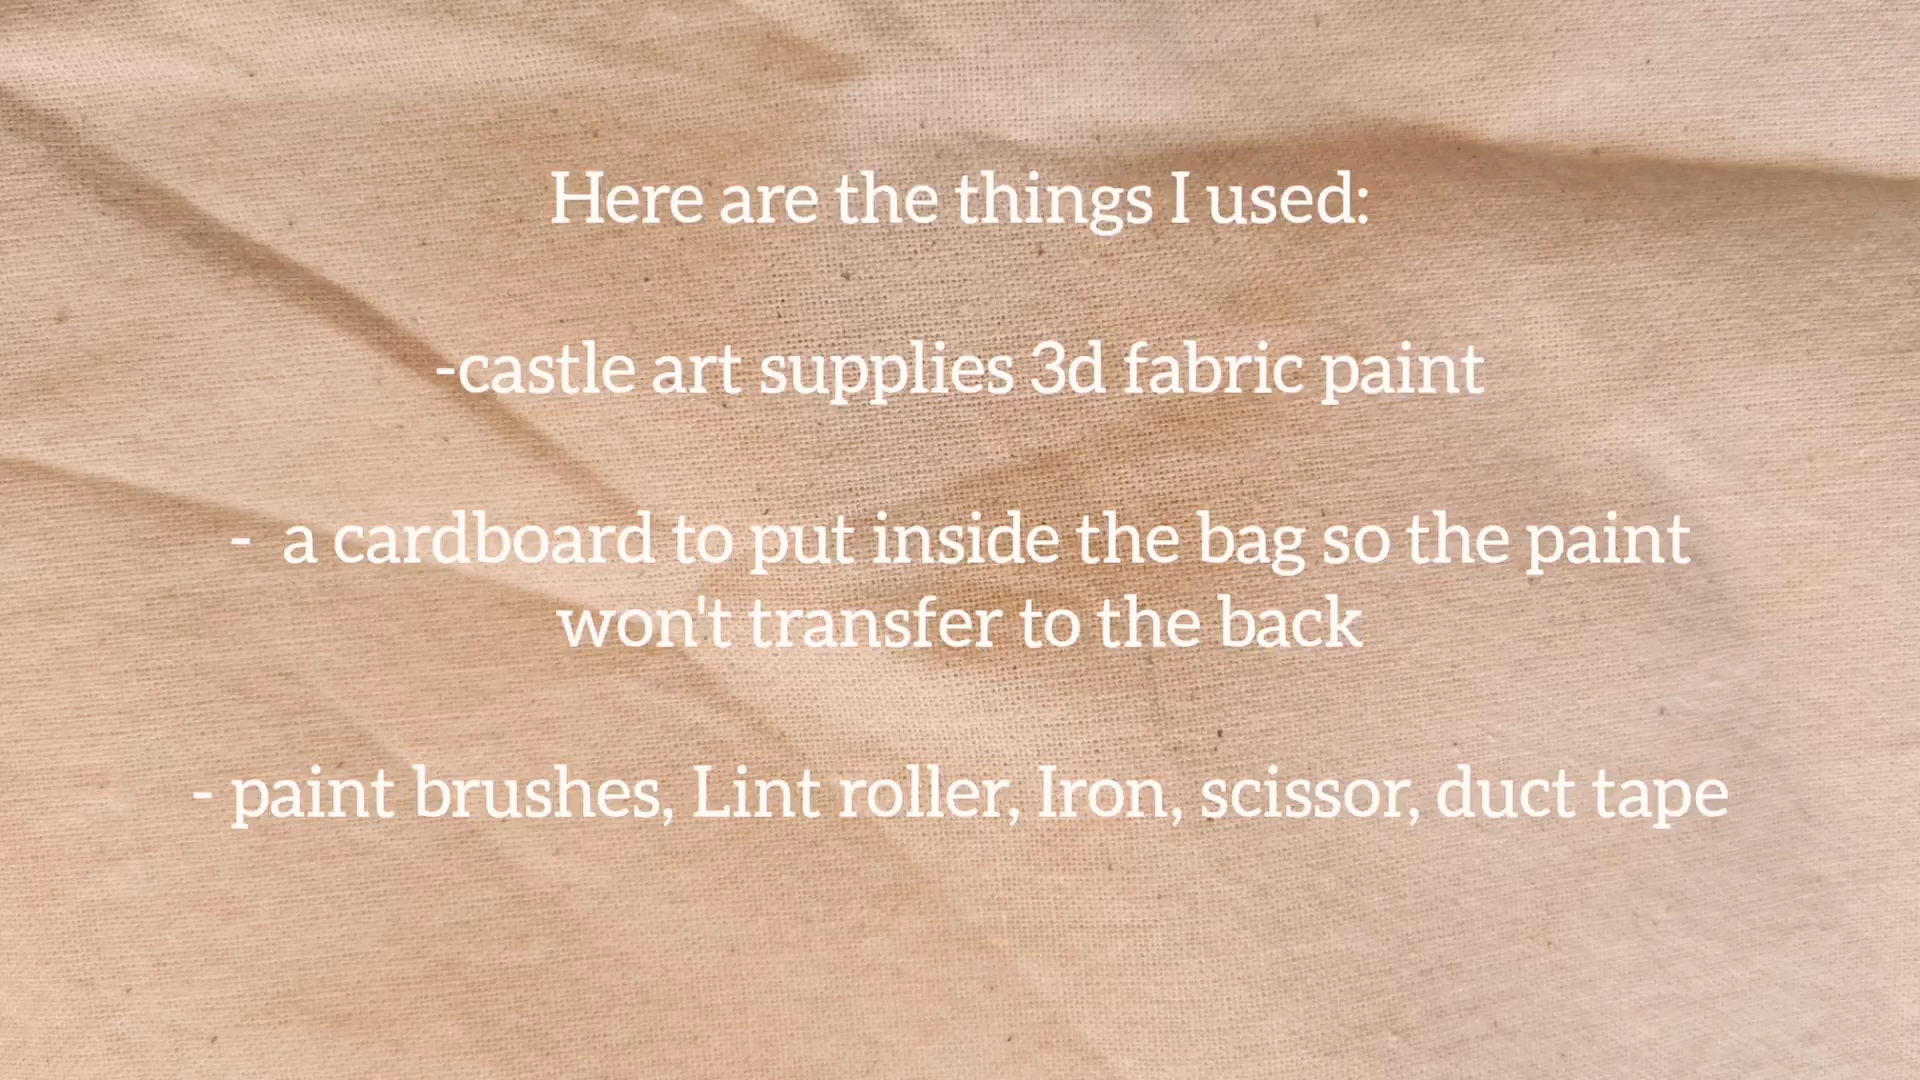 Here are the things I used:
-castle art supplies 3d fabric paint
-  a cardboard to put inside the bag so the paint
won't transfer to the back
- paint brushes, Lint roller, Iron, scissor, duct tape